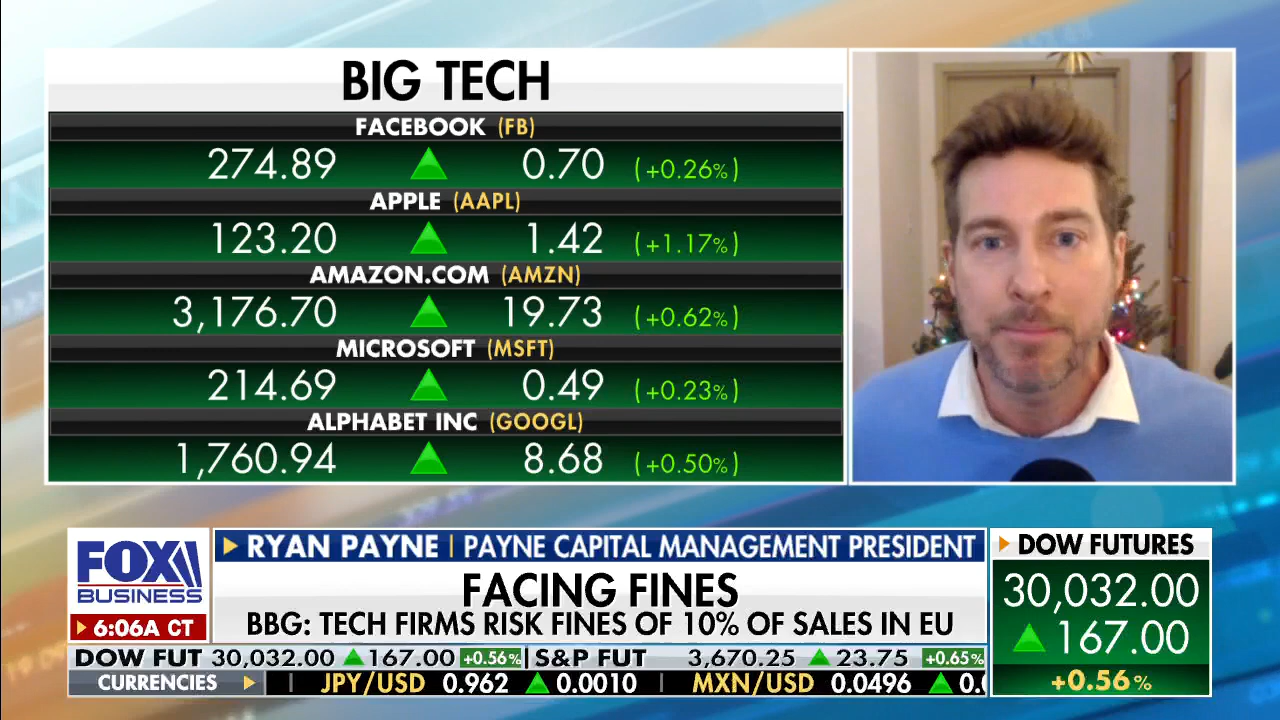 BIG TECH
FACEBOOK (FB)
274.89 ▲ 0.70 (+0.26%)
APPLE (AAPL)
123.20 ▲ 1.42 (+1.17%)
AMAZON.COM (AMZN)
3,176.70 ▲ 19.73 (+0.62%)
MICROSOFT (MSFT)
214.69 ▲ 0.49 (+0.23%)
ALPHABET INC (GOOGL)
1,760.94 ▲ 8.68 (+0.50%)
FOX
BUSINESS
6:06A CT
RYAN PAYNE | PAYNE CAPITAL MANAGEMENT PRESIDENT
FACING FINES
BBG: TECH FIRMS RISK FINES OF 10% OF SALES IN EU
DOW FUTURES
30,032.00
▲ 167.00
+0.56%
DOW FUT 30,032.00 ▲ 167.00 +0.56% S&P FUT 3,670.25 ▲ 23.75 +0.65%
CURRENCIES | JPY/USD 0.962 ▲ 0.0010 | MXN/USD 0.0496 ▲